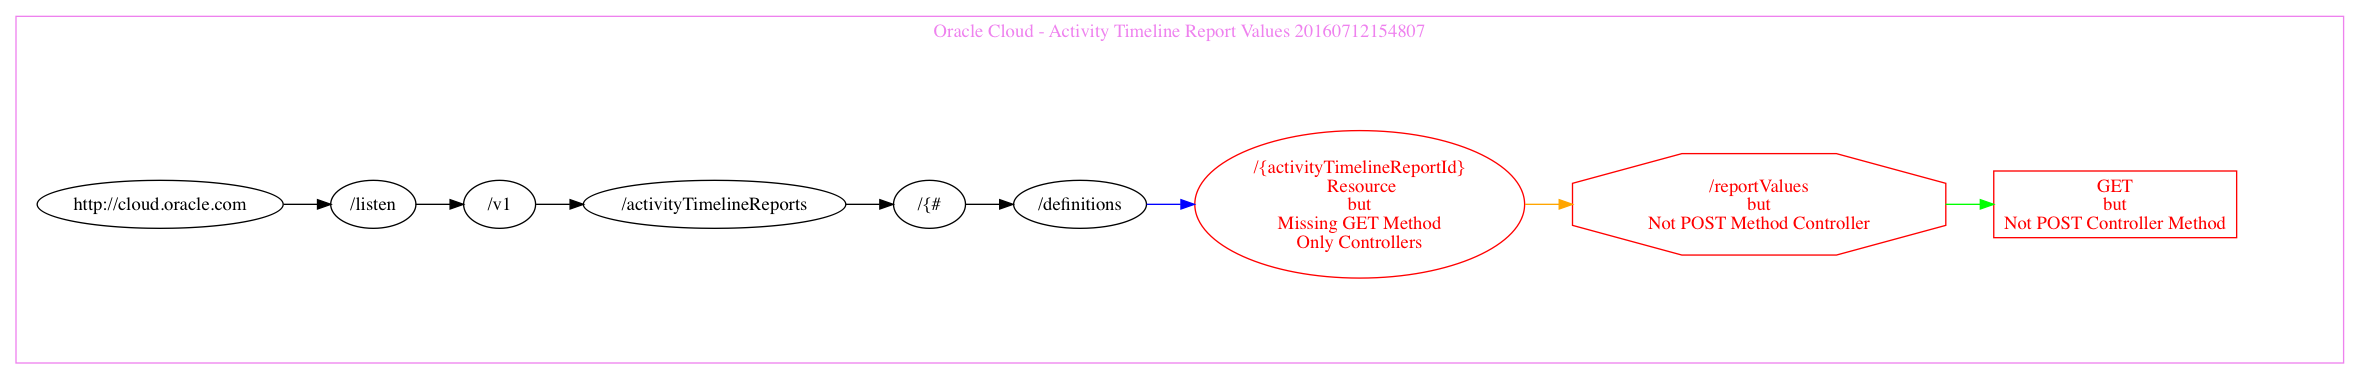 Oracle Cloud - Activity Timeline Report Values 20160712154807
http://cloud.oracle.com
/listen
/v1
/activityTimelineReports
/{#
/definitions
/{activityTimelineReportId}
Resource
but
Missing GET Method
Only Controllers
/reportValues
but
Not POST Method Controller
GET
but
Not POST Controller Method